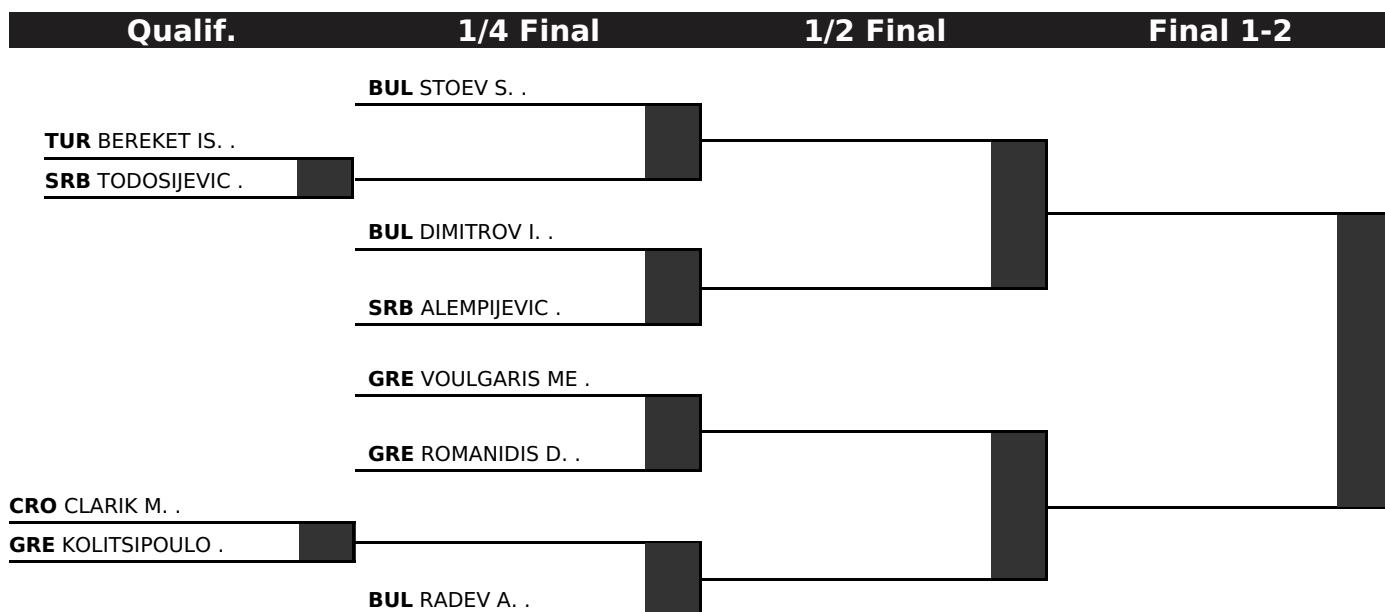 Qualif. 1/4 Final 1/2 Final Final 1-2
BUL STOEV S. .
TUR BEREKET IS. .
SRB TODOSIJEVIC .
BUL DIMITROV I. .
SRB ALEMPIJEVIC .
GRE VOULGARIS ME .
GRE ROMANIDIS D. .
CRO CLARIK M. .
GRE KOLITSIPOULO .
BUL RADEV A. .